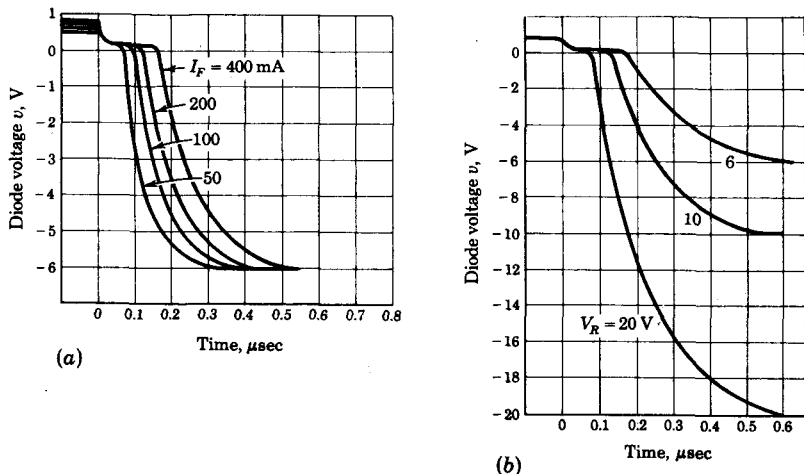 1
0
−1
−2
−3
−4
−5
−6
Diode voltage v, V
I_F = 400 mA
200
100
50
0 0.1 0.2 0.3 0.4 0.5 0.6 0.7 0.8
Time, μsec
(a)
0
−2
−4
−6
−8
−10
−12
−14
−16
−18
−20
Diode voltage v, V
6
10
V_R = 20 V
0 0.1 0.2 0.3 0.4 0.5 0.6
Time, μsec
(b)